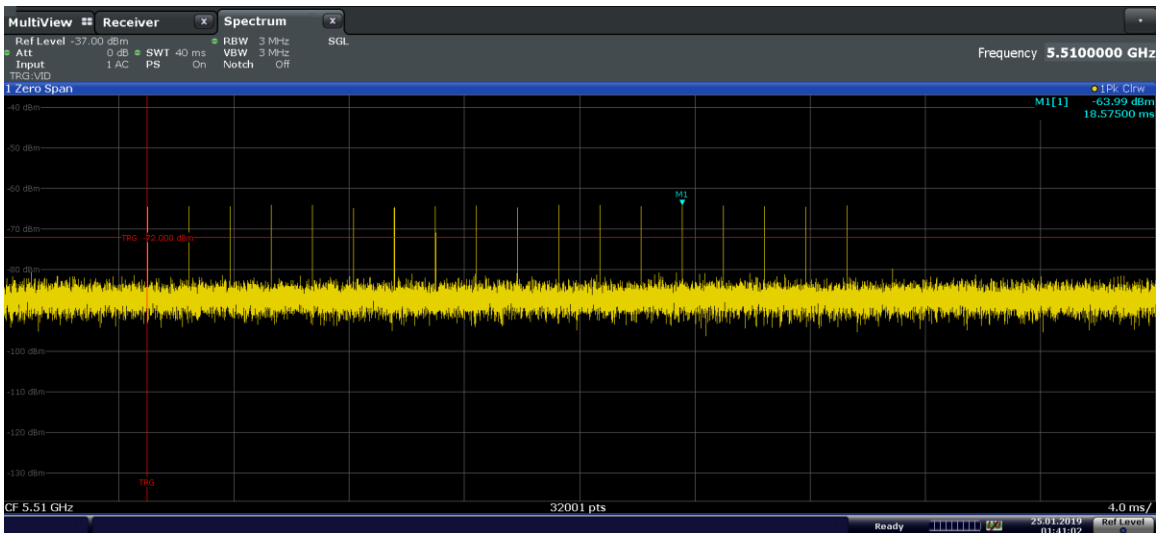 MultiView Receiver X Spectrum X
Ref Level -37.00 dBm RBW 3 MHz SGL
Att 0 dB SWT 40 ms VBW 3 MHz Frequency 5.5100000 GHz
Input 1 AC PS On Notch Off
TRG:VID
1 Zero Span 1Pk Clrw
-40 dBm M1[1] -63.99 dBm
18.57500 ms
-50 dBm
-60 dBm
M1
-70 dBm
TRG -72.000 dBm
-80 dBm
-100 dBm
-110 dBm
-120 dBm
-130 dBm
TRG
CF 5.51 GHz 32001 pts 4.0 ms/
Ready 25.01.2019 Ref Level
01:41:02